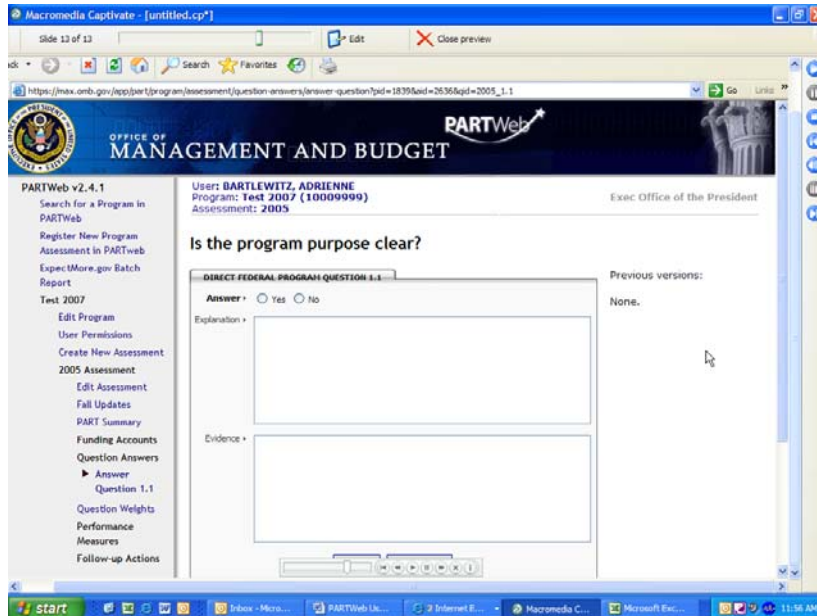 Macromedia Captivate - [untitled.cp*]
Slide 13 of 13
Edit
Close preview
Search
Favorites
https://max.omb.gov/app/part/program/assessment/question-answers/answer-question?pid=1839&aid=2636&qid=2005_1.1
Go
Links
OFFICE OF
MANAGEMENT AND BUDGET
PARTWeb
PARTWeb v2.4.1
Search for a Program in
PARTWeb
Register New Program
Assessment in PARTweb
ExpectMore.gov Batch
Report
Test 2007
Edit Program
User Permissions
Create New Assessment
2005 Assessment
Edit Assessment
Fall Updates
PART Summary
Funding Accounts
Question Answers
Answer
Question 1.1
Question Weights
Performance
Measures
Follow-up Actions
User: BARTLEWITZ, ADRIENNE
Program: Test 2007 (10009999)
Assessment: 2005
Exec Office of the President
Is the program purpose clear?
DIRECT FEDERAL PROGRAM QUESTION 1.1
Answer
Yes
No
Explanation
Evidence
Previous versions:
None.
start
Inbox - Micro...
PARTWeb Us...
2 Internet E...
Macromedia C...
Microsoft Exc...
11:56 AM